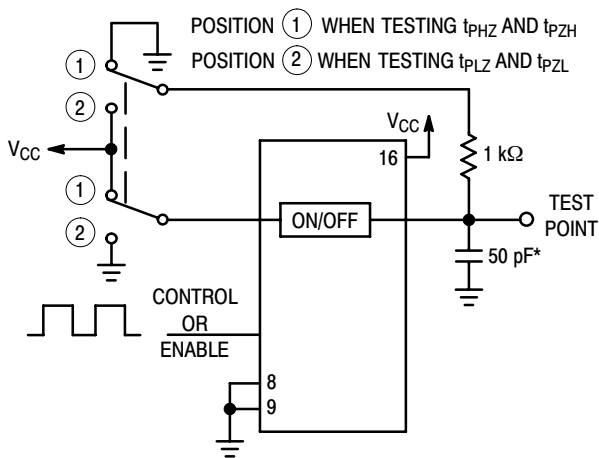 POSITION 1 WHEN TESTING tPHZ AND tPZH
POSITION 2 WHEN TESTING tPLZ AND tPZL
1
2
VCC
1
2
VCC
16
1 kΩ
ON/OFF
TEST
POINT
50 pF*
CONTROL
OR
ENABLE
8
9